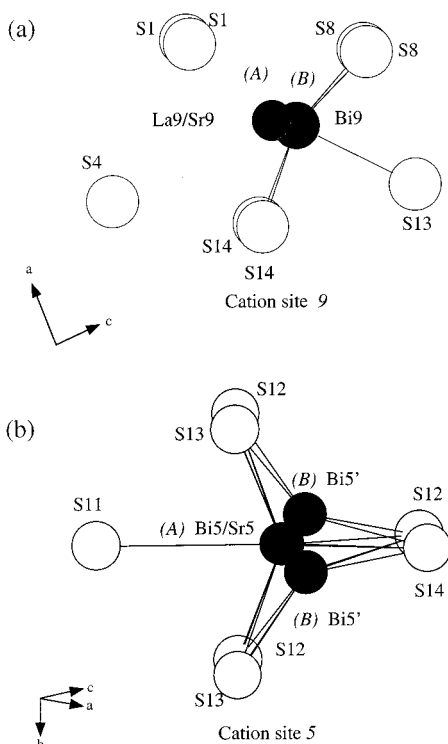 (a)
S1 S1
S8
S8
(A) (B)
La9/Sr9
Bi9
S4
S13
S14
S14
a
c
Cation site 9
(b)
S12
S13
(B) Bi5'
S11
S12
(A) Bi5/Sr5
S14
(B) Bi5'
S12
S13
c
a
b
Cation site 5